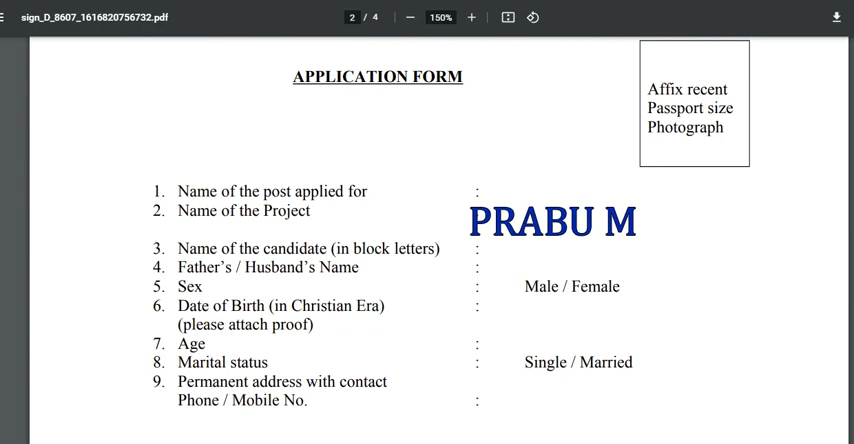 sign_D_8607_1616820756732.pdf 2 / 4 — 150% +
APPLICATION FORM
Affix recent
Passport size
Photograph
1. Name of the post applied for :
2. Name of the Project
PRABU M
3. Name of the candidate (in block letters) :
4. Father’s / Husband’s Name :
5. Sex : Male / Female
6. Date of Birth (in Christian Era) :
(please attach proof)
7. Age :
8. Marital status : Single / Married
9. Permanent address with contact
Phone / Mobile No. :